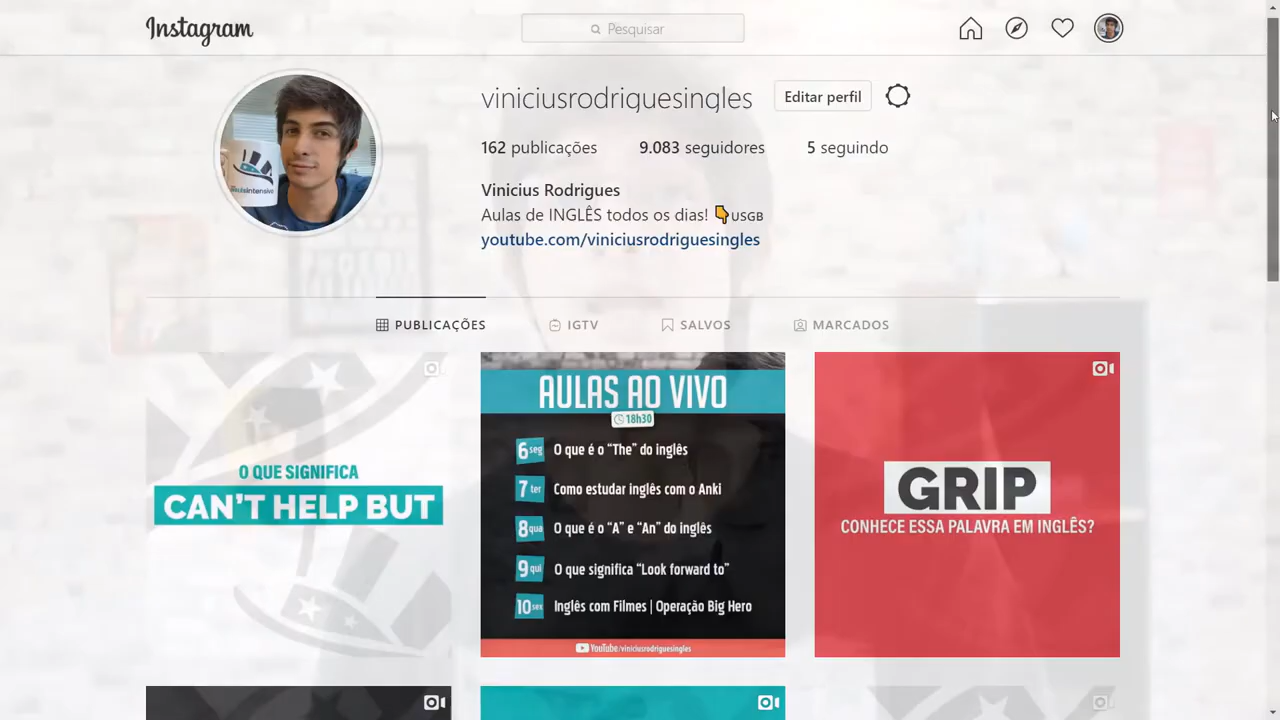 Instagram
Pesquisar
viniciusrodriguesingles
Editar perfil
162 publicações 9.083 seguidores 5 seguindo
Vinicius Rodrigues
Aulas de INGLÊS todos os dias! 👇USGB
youtube.com/viniciusrodriguesingles
PUBLICAÇÕES IGTV SALVOS MARCADOS
O QUE SIGNIFICA
CAN'T HELP BUT
AULAS AO VIVO
18h30
6 seg O que é o "The" do inglês
7 ter Como estudar inglês com o Anki
8 qua O que é o "A" e "An" do inglês
9 qui O que significa "Look forward to"
10 sex Inglês com Filmes | Operação Big Hero
YouTube/viniciusrodriguesingles
GRIP
CONHECE ESSA PALAVRA EM INGLÊS?